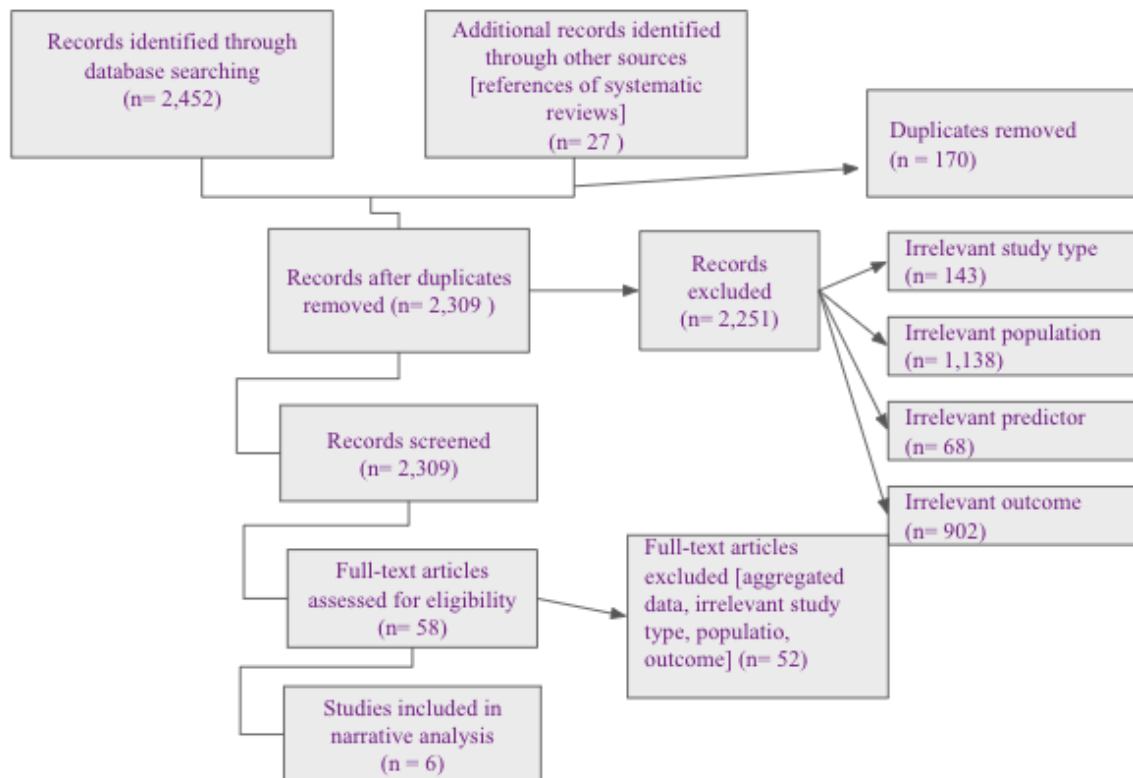 Records identified through
database searching
(n= 2,452)
Additional records identified
through other sources
[references of systematic
reviews]
(n= 27 )
Duplicates removed
(n = 170)
Records after duplicates
removed (n= 2,309 )
Records
excluded
(n= 2,251)
Irrelevant study type
(n= 143)
Irrelevant population
(n= 1,138)
Irrelevant predictor
(n= 68)
Irrelevant outcome
(n= 902)
Records screened
(n= 2,309)
Full-text articles
assessed for eligibility
(n= 58)
Full-text articles
excluded [aggregated
data, irrelevant study
type, populatio,
outcome] (n= 52)
Studies included in
narrative analysis
(n = 6)